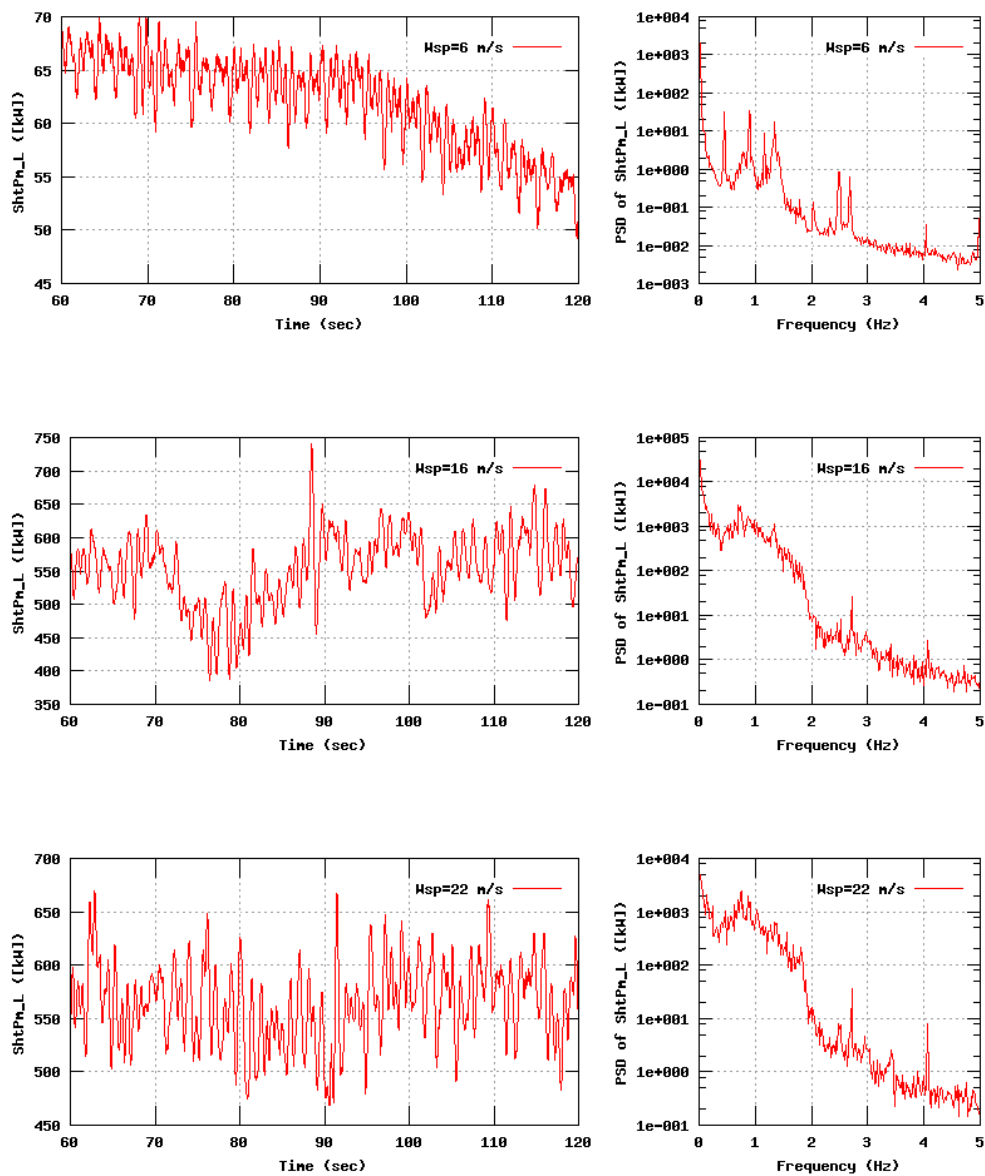 70
65
60
55
50
45
ShtPm_L ([kW])
Wsp=6 m/s
60 70 80 90 100 110 120
Time (sec)
1e+004
1e+003
1e+002
1e+001
1e+000
1e-001
1e-002
1e-003
PSD of ShtPm_L ([kW])
Wsp=6 m/s
0 1 2 3 4 5
Frequency (Hz)
750
700
650
600
550
500
450
400
350
ShtPm_L ([kW])
Wsp=16 m/s
60 70 80 90 100 110 120
Time (sec)
1e+005
1e+004
1e+003
1e+002
1e+001
1e+000
1e-001
PSD of ShtPm_L ([kW])
Wsp=16 m/s
0 1 2 3 4 5
Frequency (Hz)
700
650
600
550
500
450
ShtPm_L ([kW])
Wsp=22 m/s
60 70 80 90 100 110 120
Time (sec)
1e+004
1e+003
1e+002
1e+001
1e+000
1e-001
PSD of ShtPm_L ([kW])
Wsp=22 m/s
0 1 2 3 4 5
Frequency (Hz)